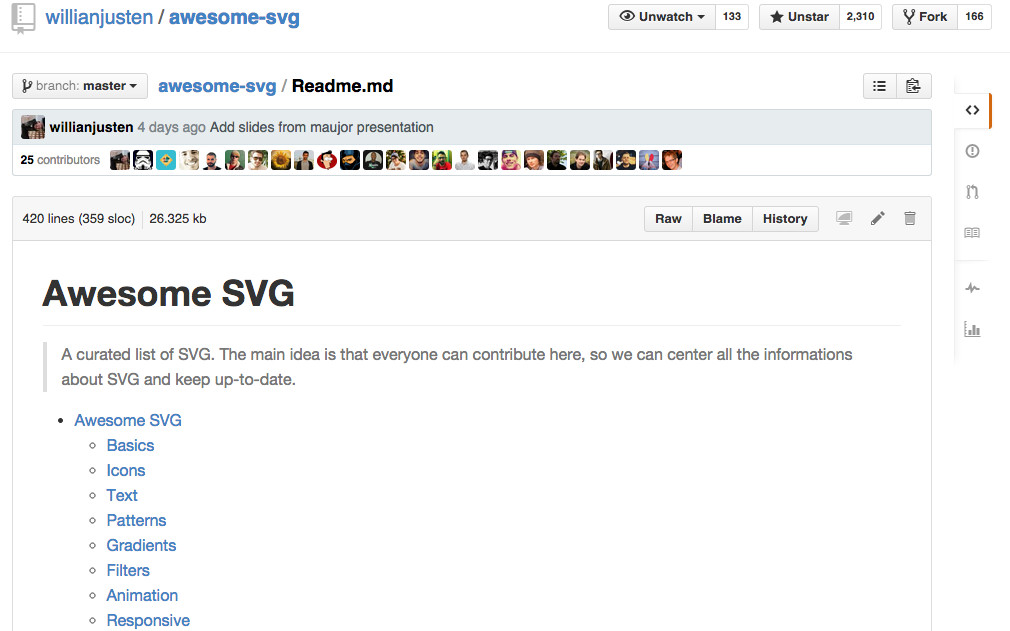 willianjusten / awesome-svg
Unwatch 133 Unstar 2,310 Fork 166
branch: master awesome-svg / Readme.md
willianjusten 4 days ago Add slides from maujor presentation
25 contributors
420 lines (359 sloc) 26.325 kb Raw Blame History
Awesome SVG
A curated list of SVG. The main idea is that everyone can contribute here, so we can center all the informations
about SVG and keep up-to-date.
Awesome SVG
Basics
Icons
Text
Patterns
Gradients
Filters
Animation
Responsive